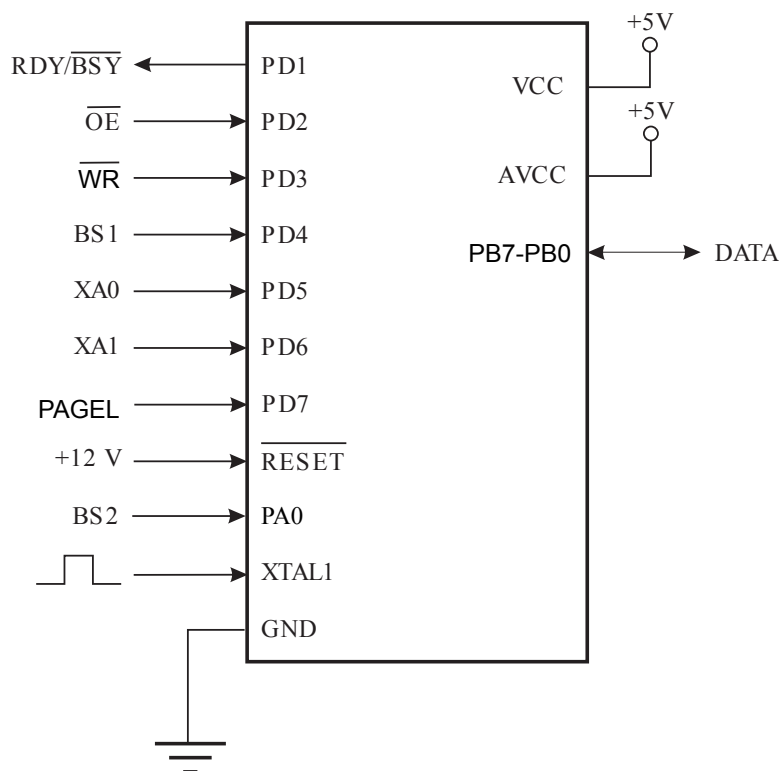 +5V
RDY/BSY PD1
VCC
OE PD2
+5V
WR PD3
AVCC
BS1 PD4
PB7-PB0 DATA
XA0 PD5
XA1 PD6
PAGEL PD7
+12 V RESET
BS2 PA0
XTAL1
GND